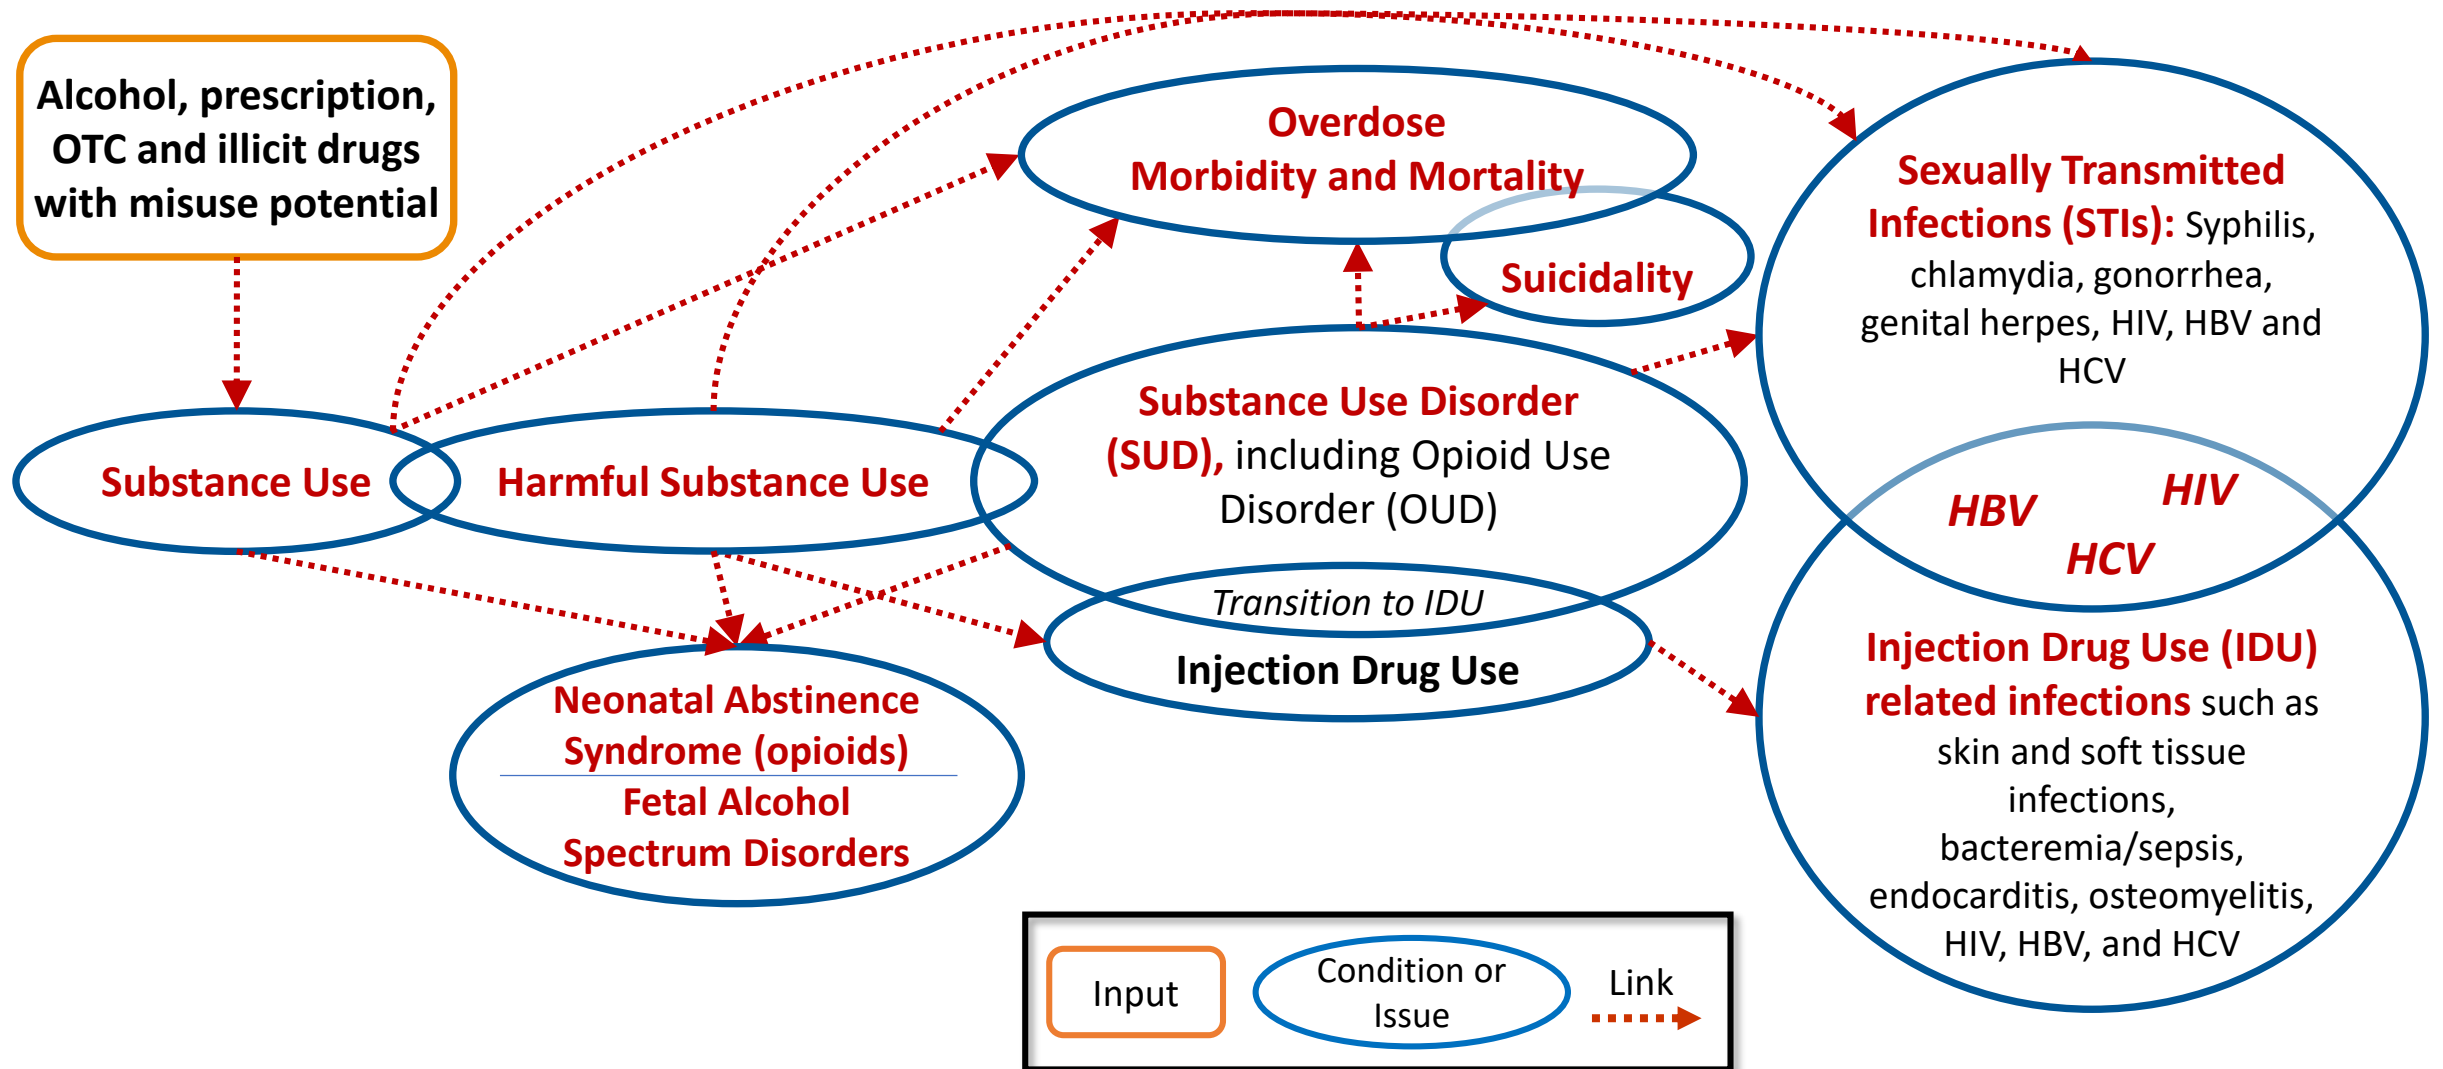 Alcohol, prescription,
OTC and illicit drugs
with misuse potential
Overdose
Morbidity and Mortality
Suicidality
Sexually Transmitted
Infections (STIs): Syphilis,
chlamydia, gonorrhea,
genital herpes, HIV, HBV and
HCV
Substance Use
Harmful Substance Use
Substance Use Disorder
(SUD), including Opioid Use
Disorder (OUD)
HBV
HIV
HCV
Transition to IDU
Injection Drug Use
Injection Drug Use (IDU)
related infections such as
skin and soft tissue
infections,
bacteremia/sepsis,
endocarditis, osteomyelitis,
HIV, HBV, and HCV
Neonatal Abstinence
Syndrome (opioids)
Fetal Alcohol
Spectrum Disorders
Input
Condition or
Issue
Link